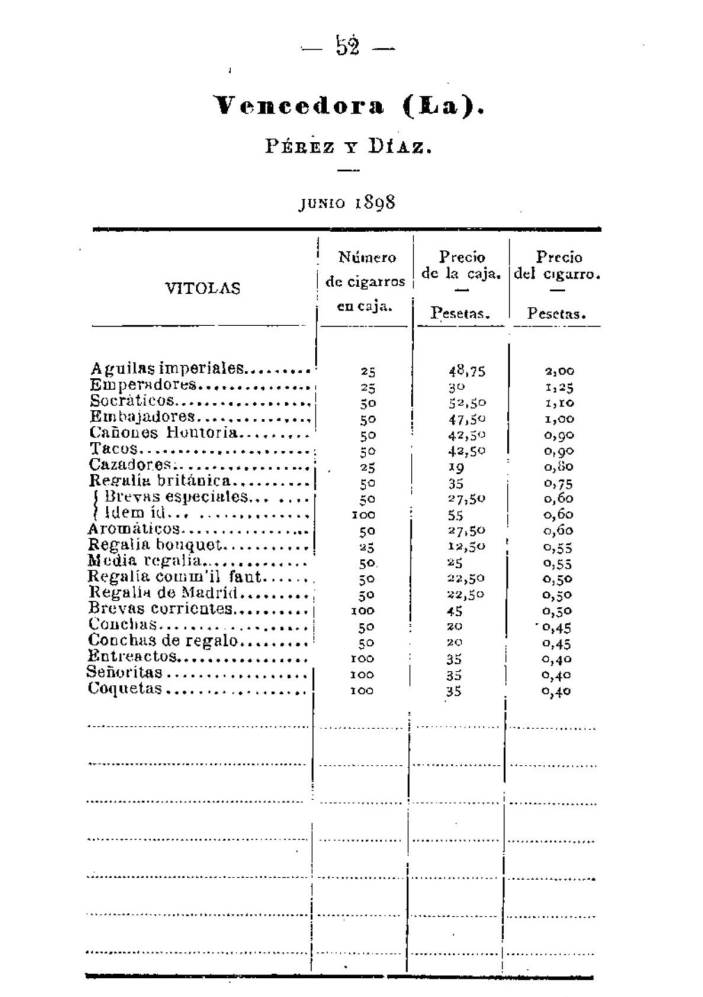 — 52 —
Vencedora (La).
PÉREZ Y DÍAZ.
JUNIO 1898
VITOLAS Número de cigarros en caja. Precio de la caja. — Pesetas. Precio del cigarro. — Pesetas.
Aguilas imperiales......... 25 48,75 2,00
Emperadores............... 25 30 1,25
Socráticos.................. 50 52,50 1,10
Embajadores............... 50 47,50 1,00
Cañones Hontoria......... 50 42,50 0,90
Tacos....................... 50 42,50 0,90
Cazadores.................. 25 19 0,80
Regalía británica.......... 50 35 0,75
{ Brevas especiales... .... 50 27,50 0,60
{ Idem id... .............. 100 55 0,60
Aromáticos................. 50 27,50 0,60
Regalía bouquet........... 25 12,50 0,55
Media regalía.............. 50 25 0,55
Regalía comm'il faut...... 50 22,50 0,50
Regalía de Madrid......... 50 22,50 0,50
Brevas corrientes.......... 100 45 0,50
Conchas.................... 50 20 0,45
Conchas de regalo......... 50 20 0,45
Entreactos................. 100 35 0,40
Señoritas.................. 100 35 0,40
Coquetas.................. 100 35 0,40